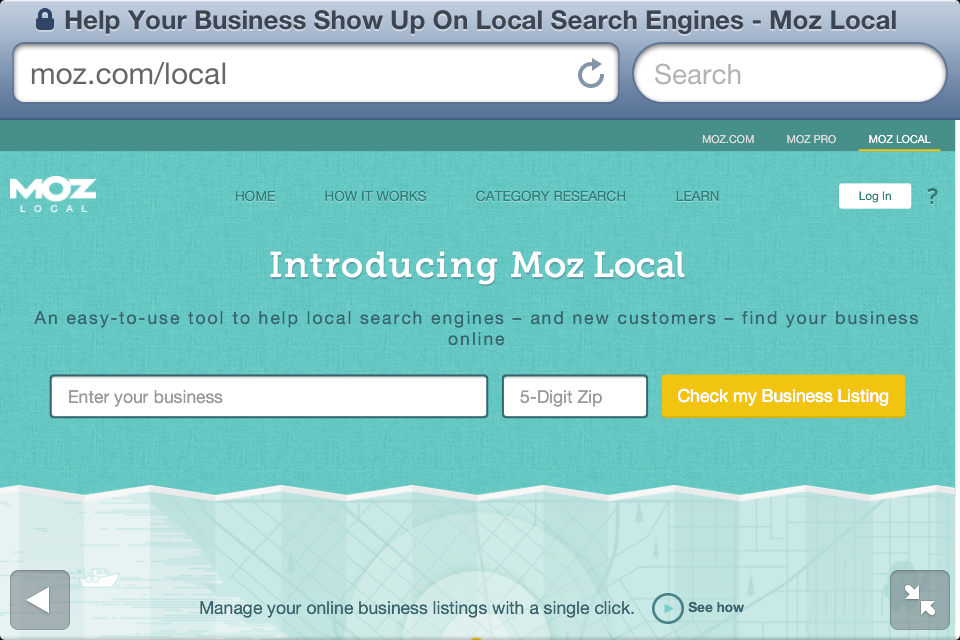 Help Your Business Show Up On Local Search Engines - Moz Local
moz.com/local
Search
MOZ.COM MOZ PRO MOZ LOCAL
MOZ
LOCAL
HOME HOW IT WORKS CATEGORY RESEARCH LEARN
Log In ?
Introducing Moz Local
An easy-to-use tool to help local search engines – and new customers – find your business
online
Enter your business 5-Digit Zip Check my Business Listing
Manage your online business listings with a single click. See how